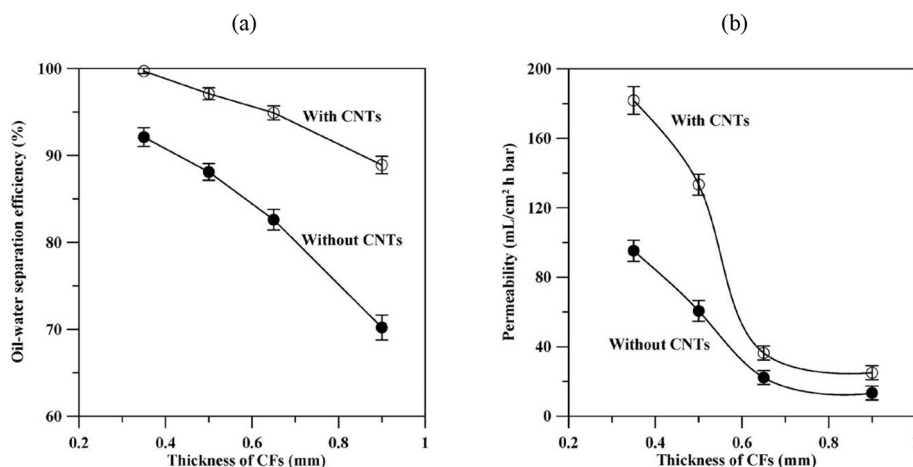 (a)
100
90
80
70
60
0.2
0.4
0.6
0.8
1
Oil-water separation efficiency (%)
Thickness of CFs (mm)
With CNTs
Without CNTs
(b)
200
160
120
80
40
0
0.2
0.4
0.6
0.8
1
Permeability (mL/cm² h bar)
Thickness of CFs (mm)
With CNTs
Without CNTs